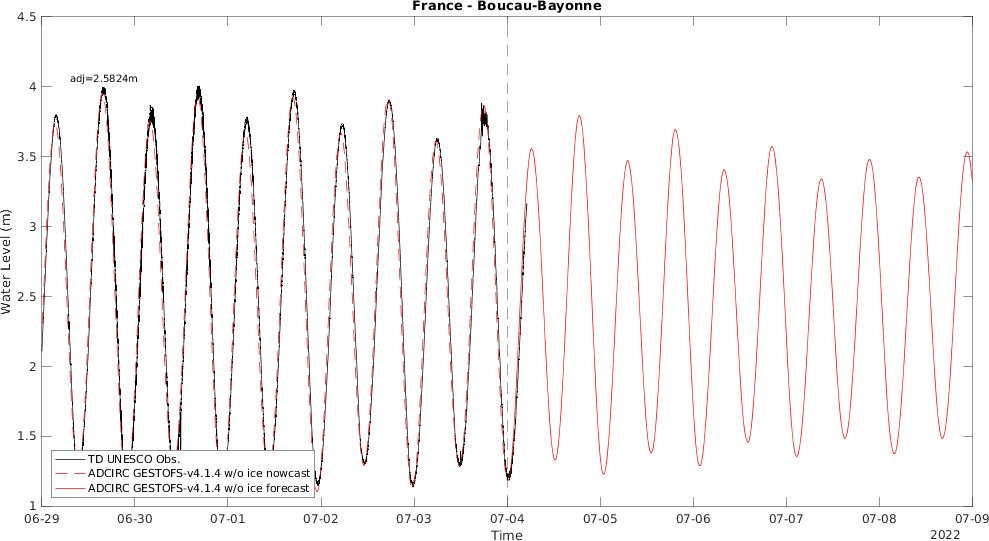 France - Boucau-Bayonne
adj=2.5824m
4.5
4
3.5
3
2.5
2
1.5
1
Water Level (m)
TD UNESCO Obs.
ADCIRC GESTOFS-v4.1.4 w/o ice nowcast
ADCIRC GESTOFS-v4.1.4 w/o ice forecast
06-29 06-30 07-01 07-02 07-03 07-04 07-05 07-06 07-07 07-08 07-09
Time
2022